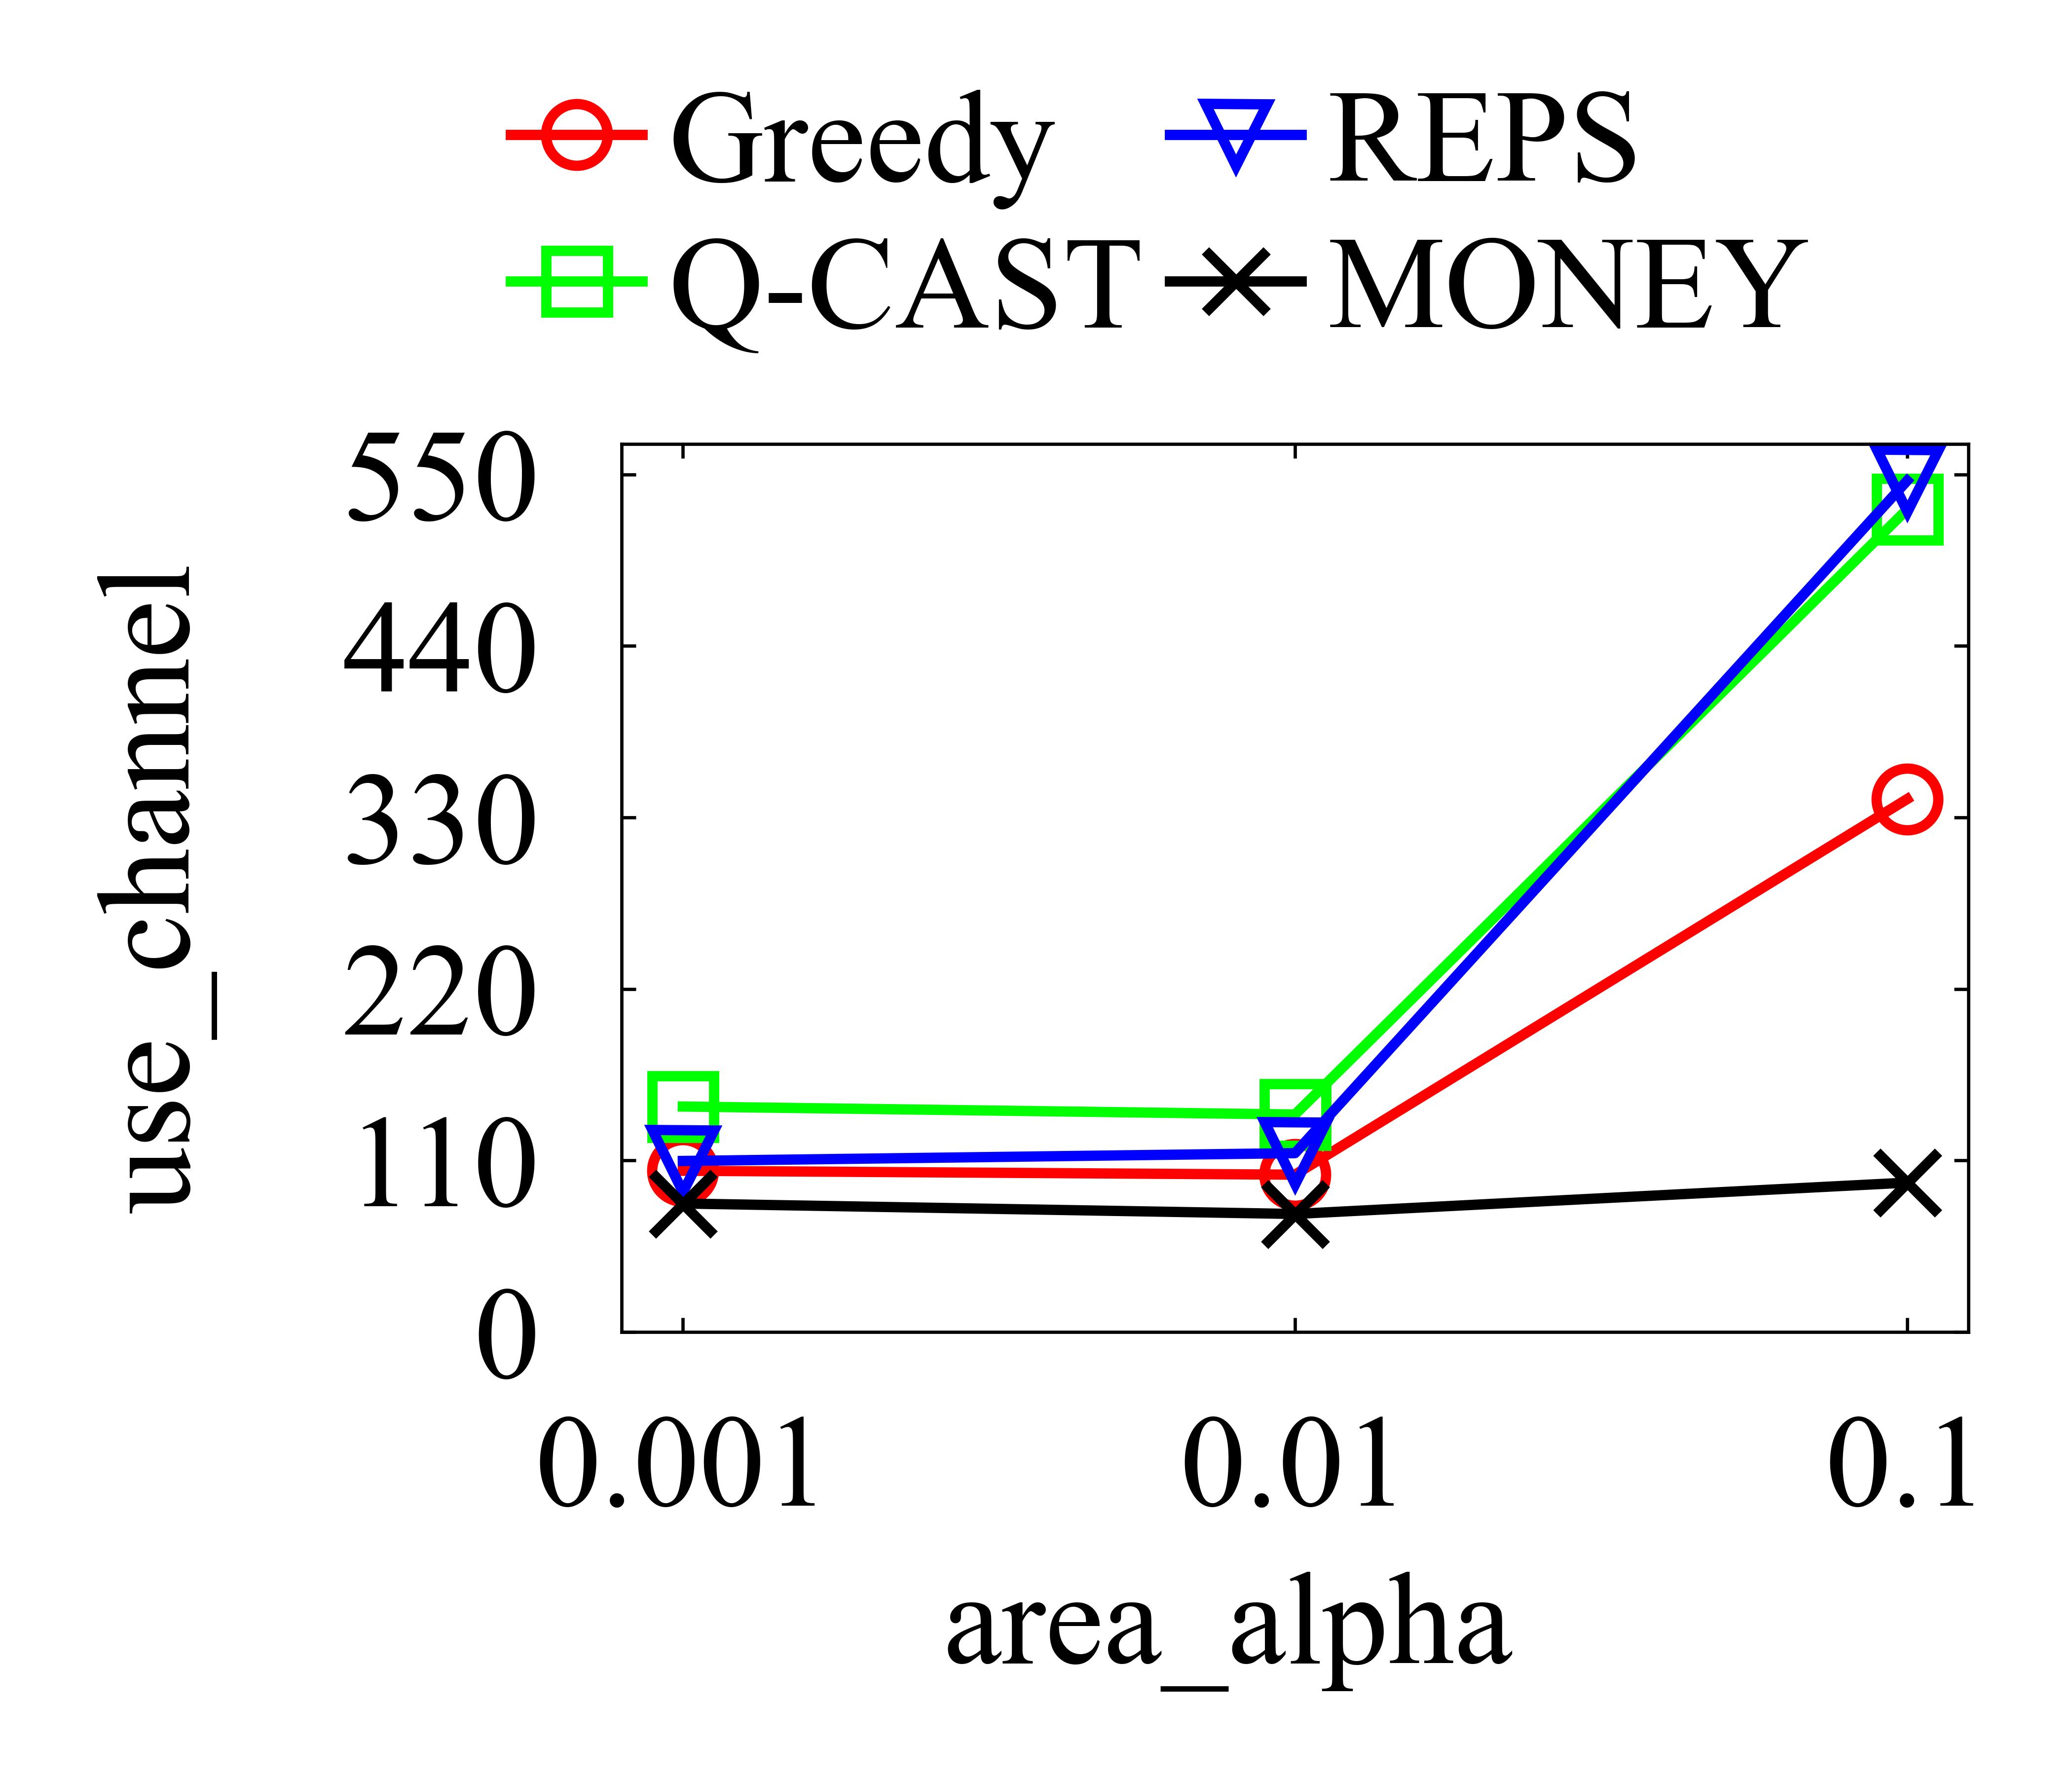 Greedy REPS
Q-CAST MONEY
550
440
330
220
110
0
use_channel
0.001 0.01 0.1
area_alpha